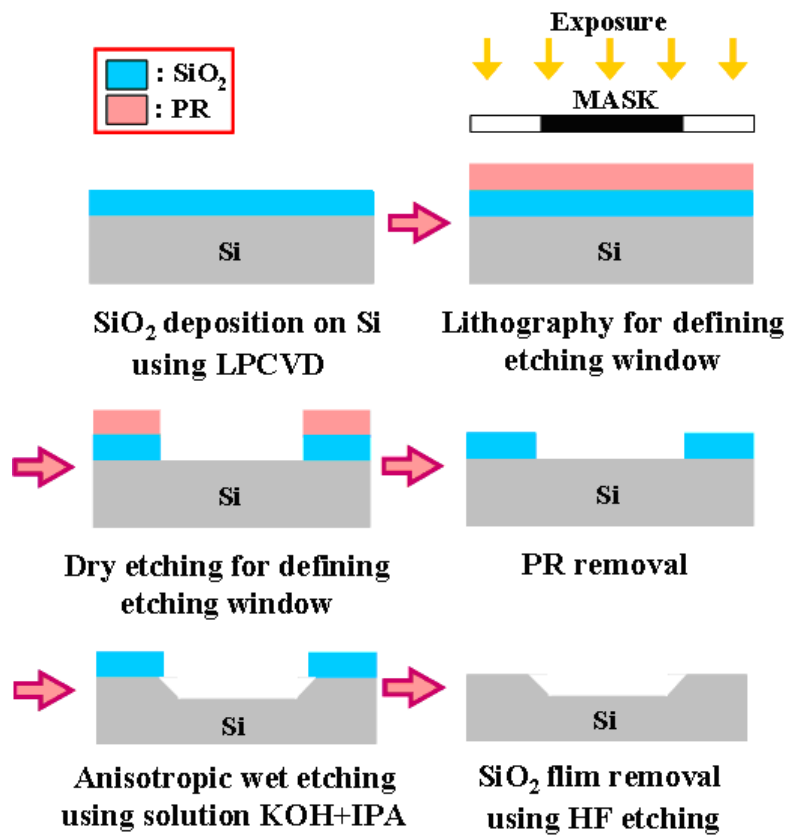 Exposure
: SiO₂
: PR
MASK
Si
Si
SiO₂ deposition on Si
using LPCVD
Lithography for defining
etching window
Si
Si
Dry etching for defining
etching window
PR removal
Si
Si
Anisotropic wet etching
using solution KOH+IPA
SiO₂ flim removal
using HF etching